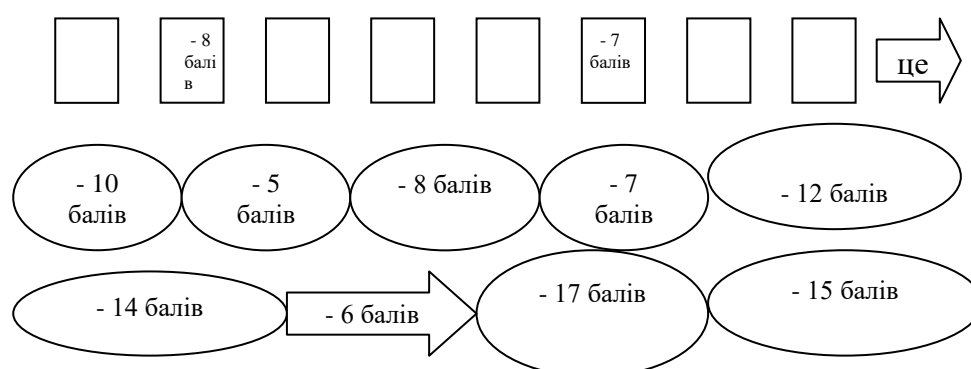 - 8
балі
в
- 7
балів
це
- 10
балів
- 5
балів
- 8 балів
- 7
балів
- 12 балів
- 14 балів
- 6 балів
- 17 балів
- 15 балів